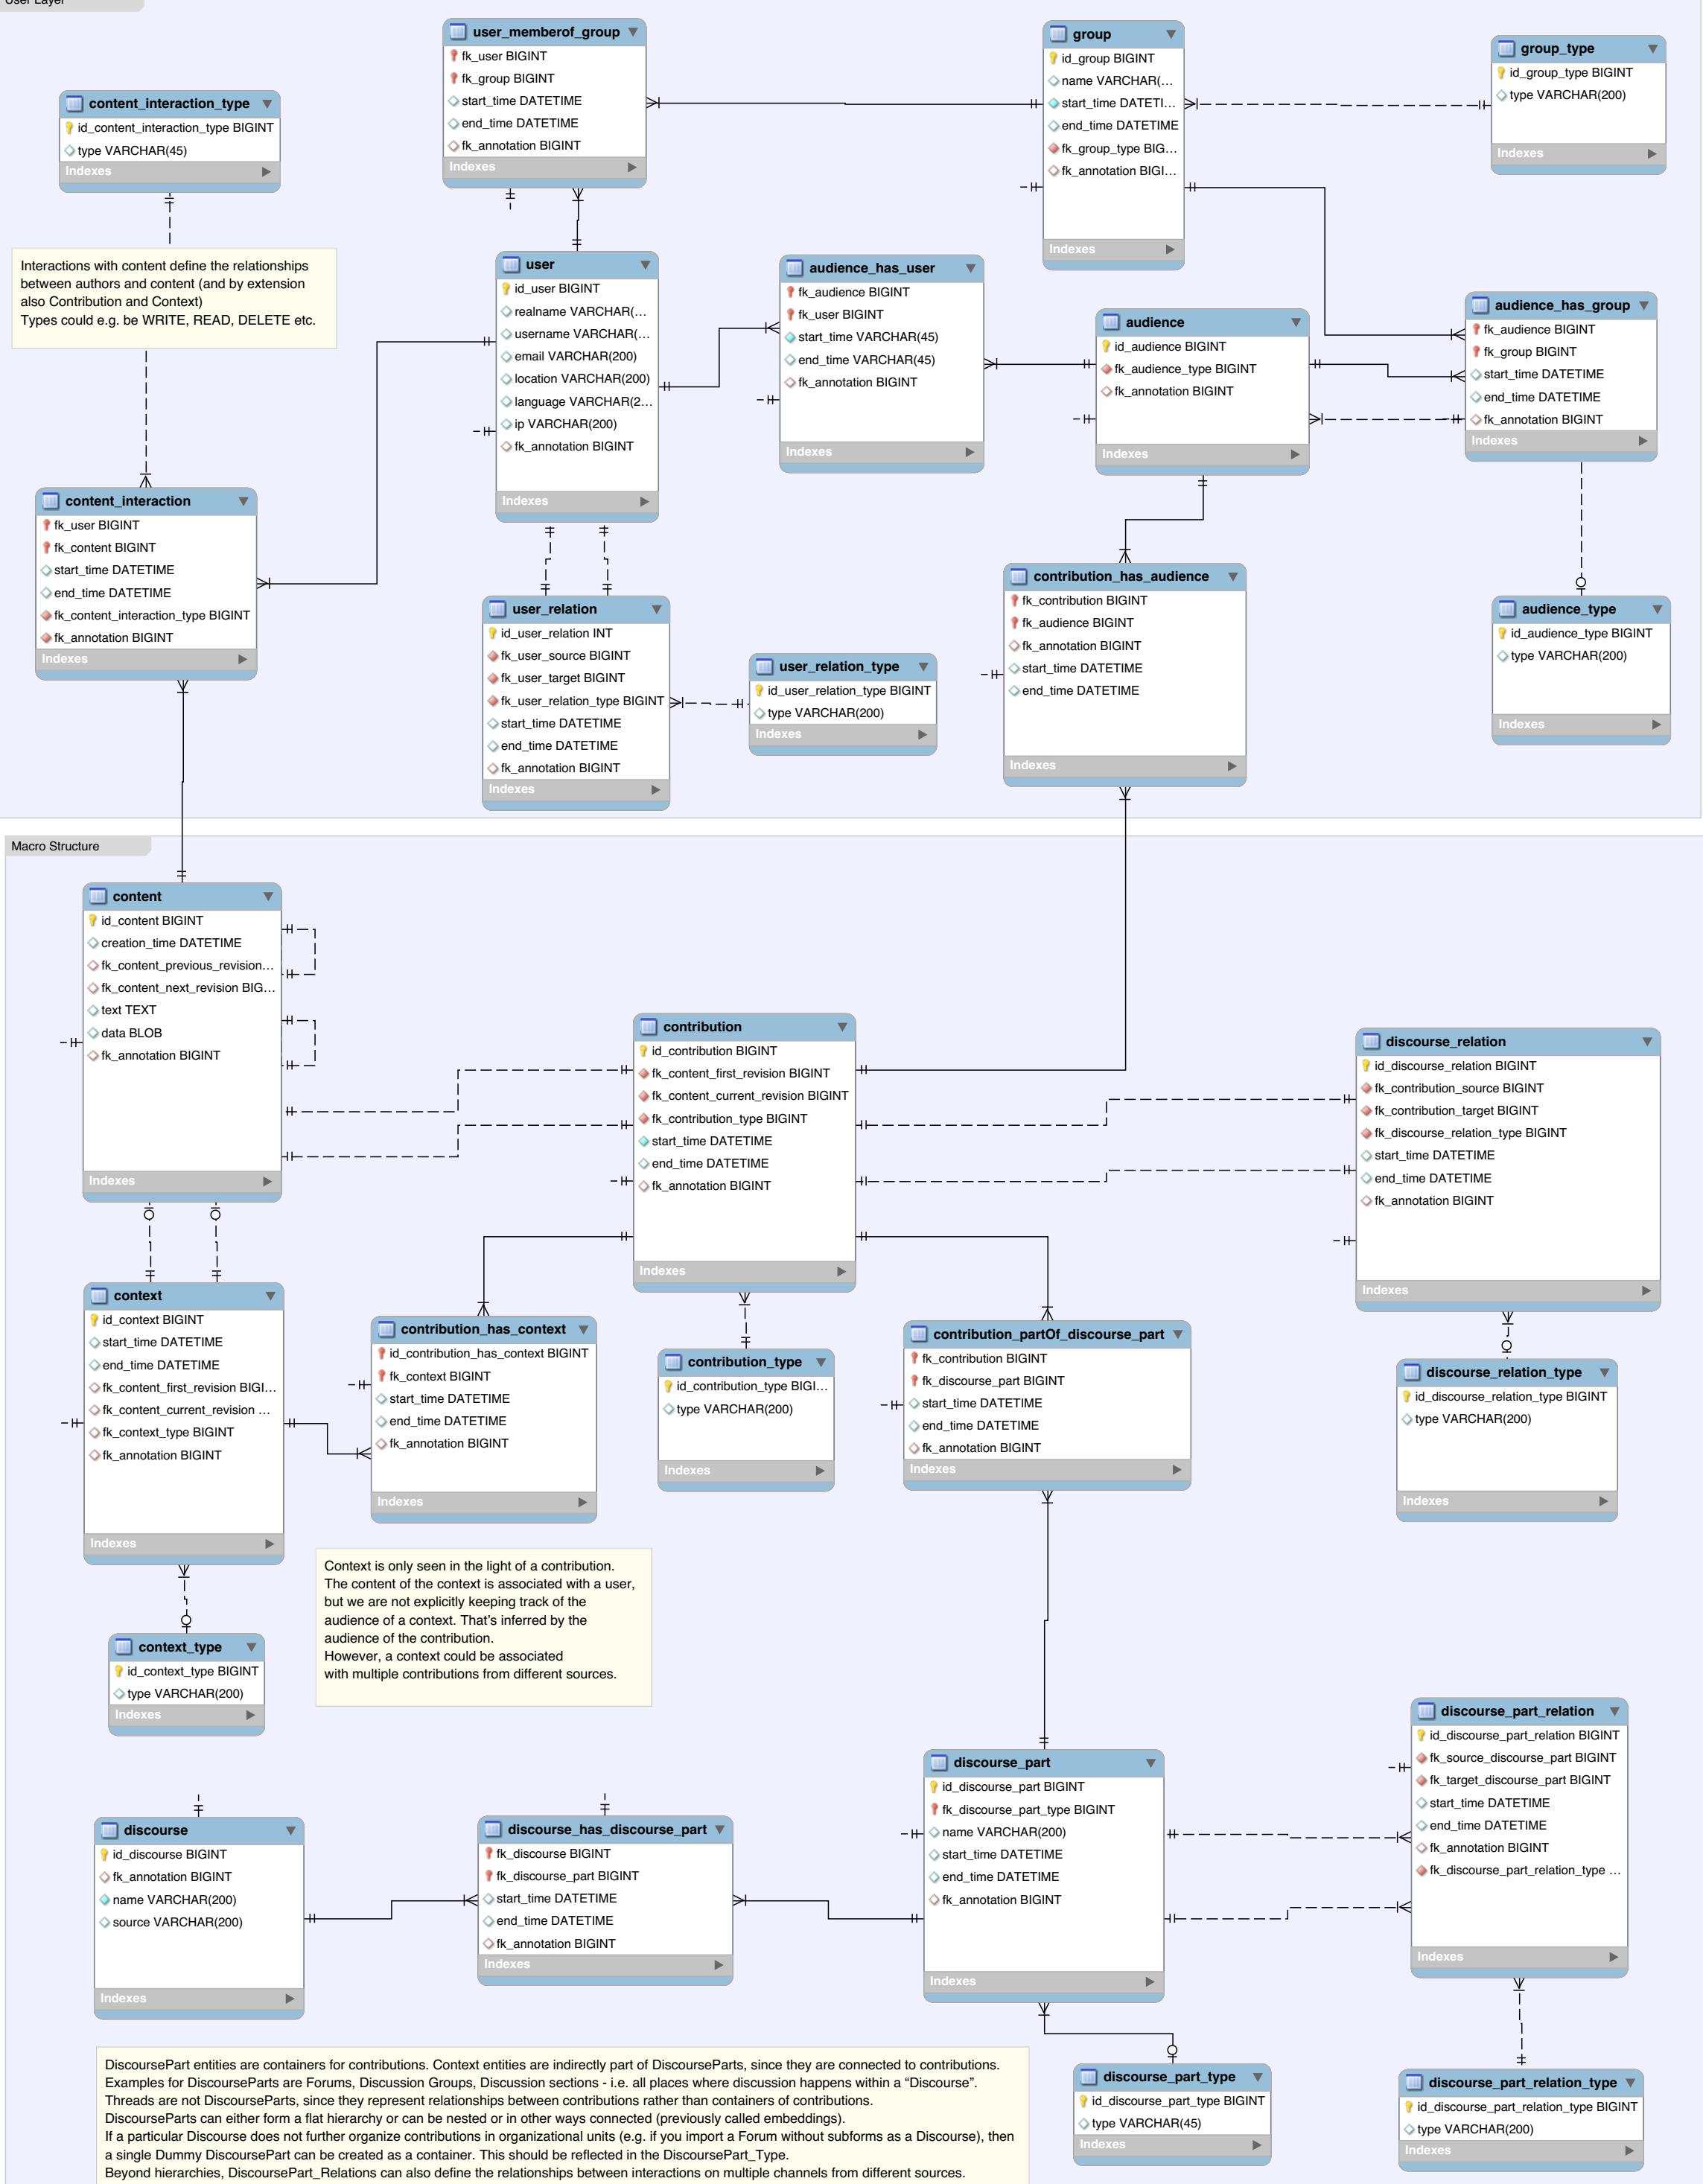 User Layer
user_memberof_group
fk_user BIGINT
fk_group BIGINT
start_time DATETIME
end_time DATETIME
fk_annotation BIGINT
Indexes
group
id_group BIGINT
name VARCHAR(...
start_time DATETI...
end_time DATETIME
fk_group_type BIG...
fk_annotation BIGI...
Indexes
group_type
id_group_type BIGINT
type VARCHAR(200)
Indexes
content_interaction_type
id_content_interaction_type BIGINT
type VARCHAR(45)
Indexes
Interactions with content define the relationships
between authors and content (and by extension
also Contribution and Context)
Types could e.g. be WRITE, READ, DELETE etc.
user
id_user BIGINT
realname VARCHAR(...
username VARCHAR(...
email VARCHAR(200)
location VARCHAR(200)
language VARCHAR(2...
ip VARCHAR(200)
fk_annotation BIGINT
Indexes
audience_has_user
fk_audience BIGINT
fk_user BIGINT
start_time VARCHAR(45)
end_time VARCHAR(45)
fk_annotation BIGINT
Indexes
audience
id_audience BIGINT
fk_audience_type BIGINT
fk_annotation BIGINT
Indexes
audience_has_group
fk_audience BIGINT
fk_group BIGINT
start_time DATETIME
end_time DATETIME
fk_annotation BIGINT
Indexes
content_interaction
fk_user BIGINT
fk_content BIGINT
start_time DATETIME
end_time DATETIME
fk_content_interaction_type BIGINT
fk_annotation BIGINT
Indexes
user_relation
id_user_relation INT
fk_user_source BIGINT
fk_user_target BIGINT
fk_user_relation_type BIGINT
start_time DATETIME
end_time DATETIME
fk_annotation BIGINT
Indexes
user_relation_type
id_user_relation_type BIGINT
type VARCHAR(200)
Indexes
contribution_has_audience
fk_contribution BIGINT
fk_audience BIGINT
fk_annotation BIGINT
start_time DATETIME
end_time DATETIME
Indexes
audience_type
id_audience_type BIGINT
type VARCHAR(200)
Indexes
Macro Structure
content
id_content BIGINT
creation_time DATETIME
fk_content_previous_revision...
fk_content_next_revision BIG...
text TEXT
data BLOB
fk_annotation BIGINT
Indexes
contribution
id_contribution BIGINT
fk_content_first_revision BIGINT
fk_content_current_revision BIGINT
fk_contribution_type BIGINT
start_time DATETIME
end_time DATETIME
fk_annotation BIGINT
Indexes
discourse_relation
id_discourse_relation BIGINT
fk_contribution_source BIGINT
fk_contribution_target BIGINT
fk_discourse_relation_type BIGINT
start_time DATETIME
end_time DATETIME
fk_annotation BIGINT
Indexes
context
id_context BIGINT
start_time DATETIME
end_time DATETIME
fk_content_first_revision BIGI...
fk_content_current_revision ...
fk_context_type BIGINT
fk_annotation BIGINT
Indexes
contribution_has_context
id_contribution_has_context BIGINT
fk_context BIGINT
start_time DATETIME
end_time DATETIME
fk_annotation BIGINT
Indexes
contribution_type
id_contribution_type BIGI...
type VARCHAR(200)
Indexes
contribution_partOf_discourse_part
fk_contribution BIGINT
fk_discourse_part BIGINT
start_time DATETIME
end_time DATETIME
fk_annotation BIGINT
Indexes
discourse_relation_type
id_discourse_relation_type BIGINT
type VARCHAR(200)
Indexes
Context is only seen in the light of a contribution.
The content of the context is associated with a user,
but we are not explicitly keeping track of the
audience of a context. That's inferred by the
audience of the contribution.
However, a context could be associated
with multiple contributions from different sources.
context_type
id_context_type BIGINT
type VARCHAR(200)
Indexes
discourse_part_relation
id_discourse_part_relation BIGINT
fk_source_discourse_part BIGINT
fk_target_discourse_part BIGINT
start_time DATETIME
end_time DATETIME
fk_annotation BIGINT
fk_discourse_part_relation_type ...
Indexes
discourse_part
id_discourse_part BIGINT
fk_discourse_part_type BIGINT
name VARCHAR(200)
start_time DATETIME
end_time DATETIME
fk_annotation BIGINT
Indexes
discourse
id_discourse BIGINT
fk_annotation BIGINT
name VARCHAR(200)
source VARCHAR(200)
Indexes
discourse_has_discourse_part
fk_discourse BIGINT
fk_discourse_part BIGINT
start_time DATETIME
end_time DATETIME
fk_annotation BIGINT
Indexes
DiscoursePart entities are containers for contributions. Context entities are indirectly part of DiscourseParts, since they are connected to contributions.
Examples for DiscourseParts are Forums, Discussion Groups, Discussion sections - i.e. all places where discussion happens within a “Discourse”.
Threads are not DiscourseParts, since they represent relationships between contributions rather than containers of contributions.
DiscourseParts can either form a flat hierarchy or can be nested or in other ways connected (previously called embeddings).
If a particular Discourse does not further organize contributions in organizational units (e.g. if you import a Forum without subforms as a Discourse), then
a single Dummy DiscoursePart can be created as a container. This should be reflected in the DiscoursePart_Type.
Beyond hierarchies, DiscoursePart_Relations can also define the relationships between interactions on multiple channels from different sources.
discourse_part_type
id_discourse_part_type BIGINT
type VARCHAR(45)
Indexes
discourse_part_relation_type
id_discourse_part_relation_type BIGINT
type VARCHAR(200)
Indexes